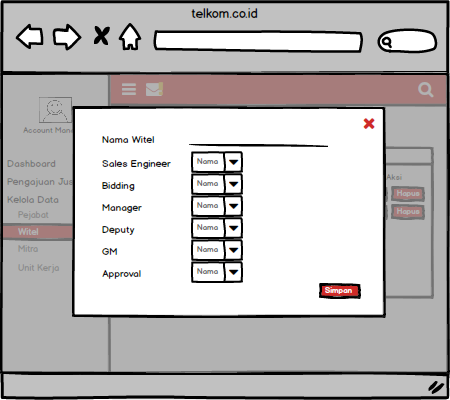 telkom.co.id
Account Mana
Dashboard
Pengajuan Jus
Kelola Data
Pejabat
Witel
Mitra
Unit Kerja
Aksi
Hapus
Hapus
Nama Witel
Sales Engineer Nama
Bidding Nama
Manager Nama
Deputy Nama
GM Nama
Approval Nama
Simpan